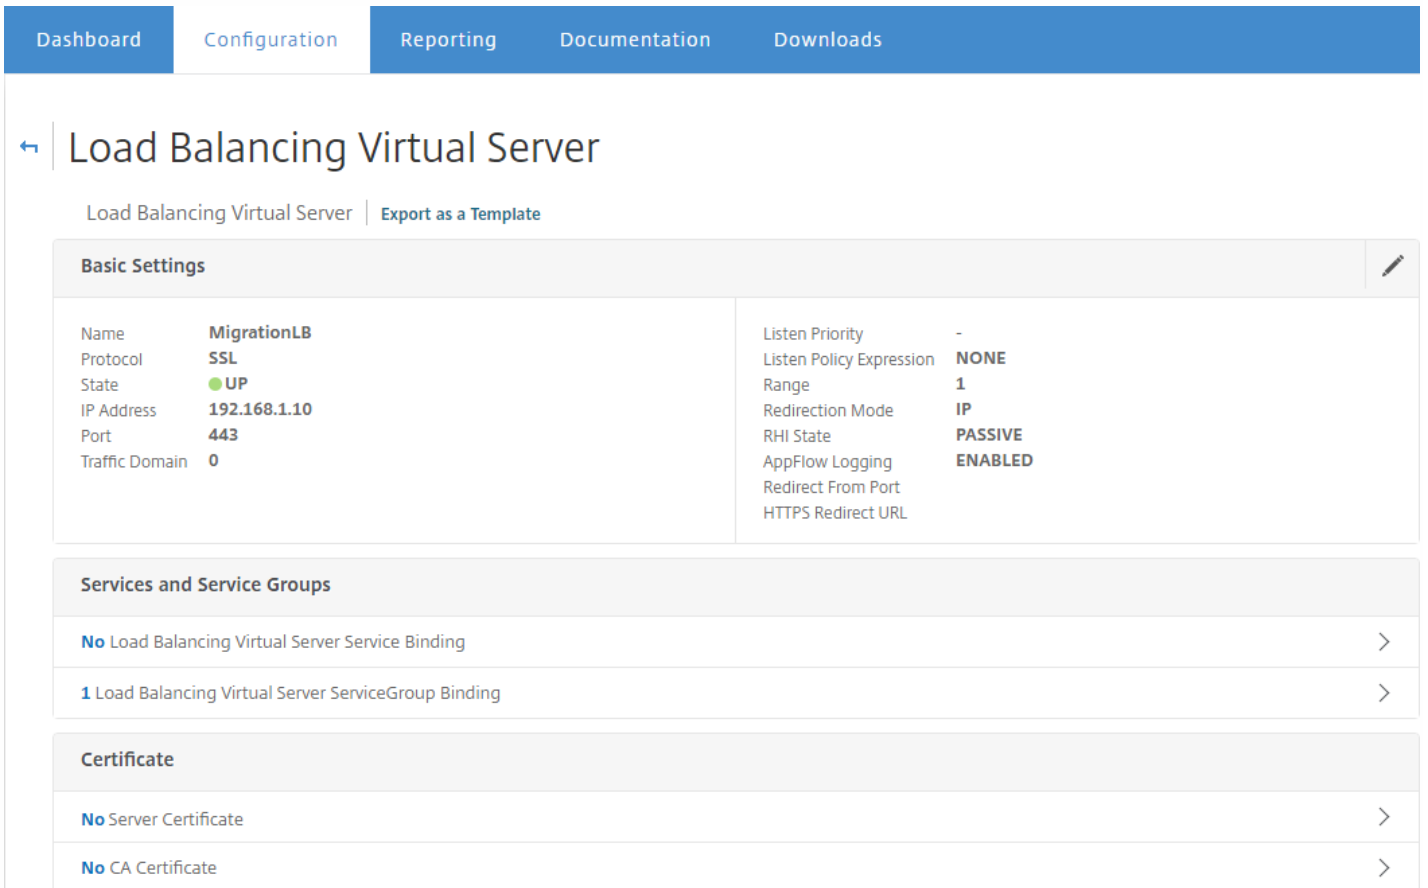 Dashboard Configuration Reporting Documentation Downloads
Load Balancing Virtual Server
Load Balancing Virtual Server Export as a Template
Basic Settings
Name MigrationLB
Protocol SSL
State UP
IP Address 192.168.1.10
Port 443
Traffic Domain 0
Listen Priority -
Listen Policy Expression NONE
Range 1
Redirection Mode IP
RHI State PASSIVE
AppFlow Logging ENABLED
Redirect From Port
HTTPS Redirect URL
Services and Service Groups
No Load Balancing Virtual Server Service Binding
1 Load Balancing Virtual Server ServiceGroup Binding
Certificate
No Server Certificate
No CA Certificate